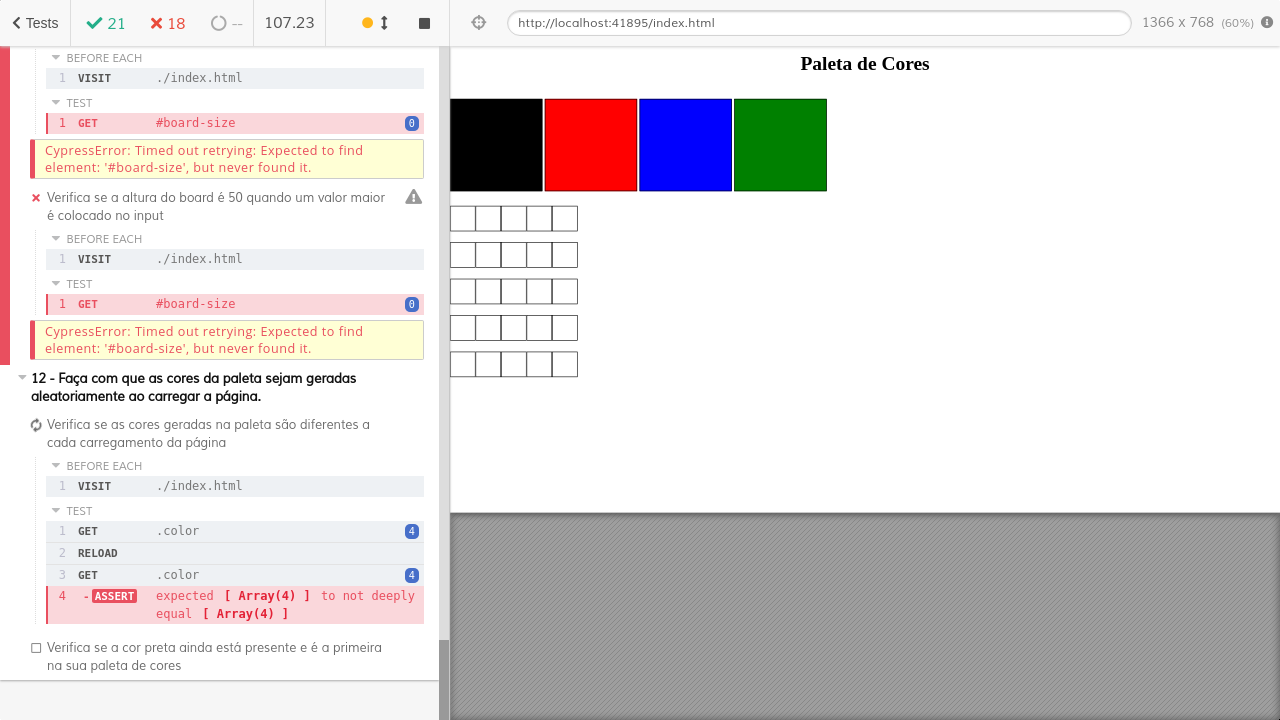 Tests
21
18
--
107.23
http://localhost:41895/index.html
1366 x 768 (60%)
BEFORE EACH
1 VISIT ./index.html
TEST
1 GET #board-size 0
CypressError: Timed out retrying: Expected to find
element: '#board-size', but never found it.
Verifica se a altura do board é 50 quando um valor maior
é colocado no input
BEFORE EACH
1 VISIT ./index.html
TEST
1 GET #board-size 0
CypressError: Timed out retrying: Expected to find
element: '#board-size', but never found it.
12 - Faça com que as cores da paleta sejam geradas
aleatoriamente ao carregar a página.
Verifica se as cores geradas na paleta são diferentes a
cada carregamento da página
BEFORE EACH
1 VISIT ./index.html
TEST
1 GET .color 4
2 RELOAD
3 GET .color 4
4 -ASSERT expected [ Array(4) ] to not deeply
equal [ Array(4) ]
Verifica se a cor preta ainda está presente e é a primeira
na sua paleta de cores
Paleta de Cores